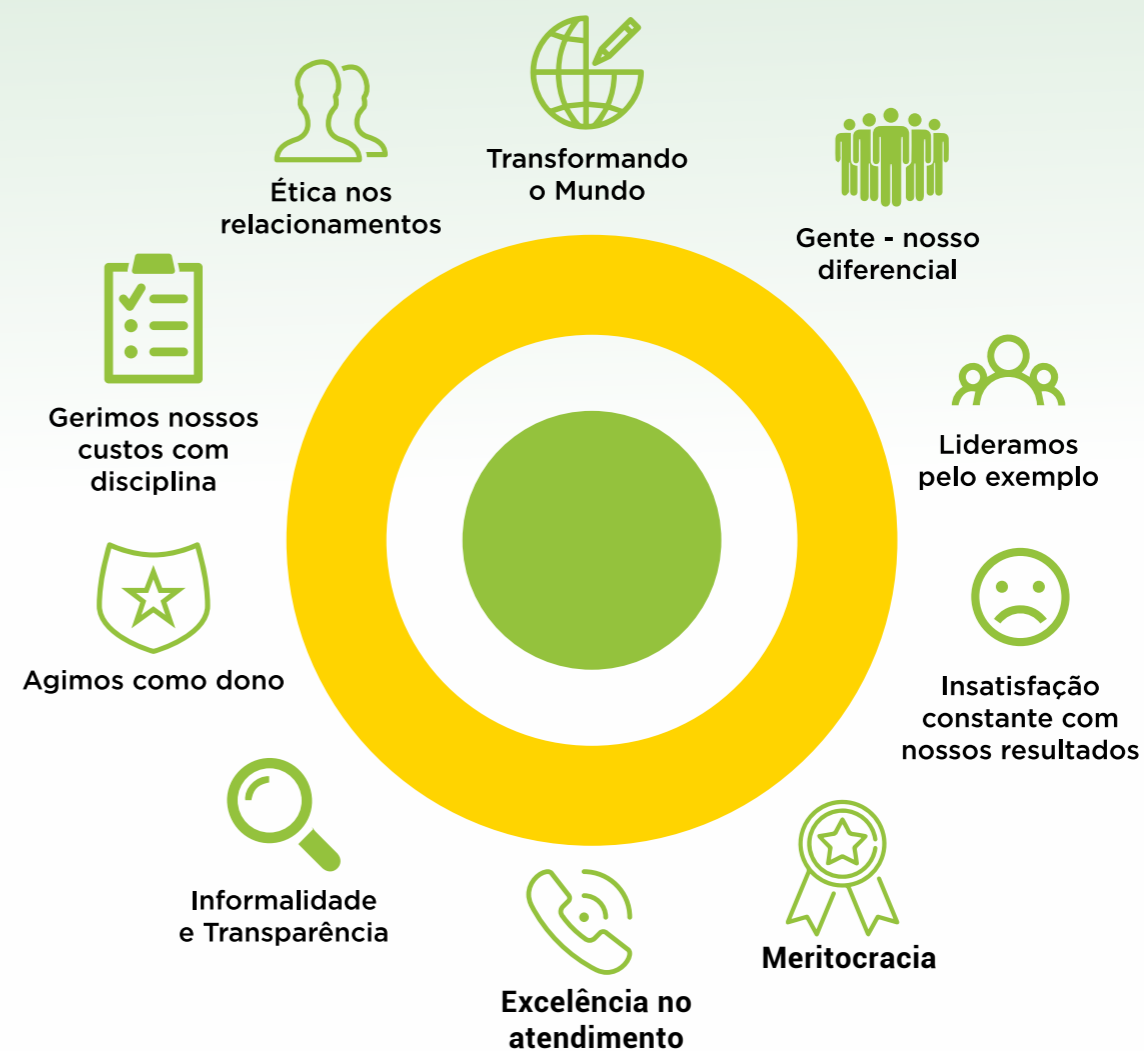 Transformando
o Mundo
Gente - nosso
diferencial
Lideramos
pelo exemplo
Insatisfação
constante com
nossos resultados
Meritocracia
Excelência no
atendimento
Informalidade
e Transparência
Agimos como dono
Gerimos nossos
custos com
disciplina
Ética nos
relacionamentos